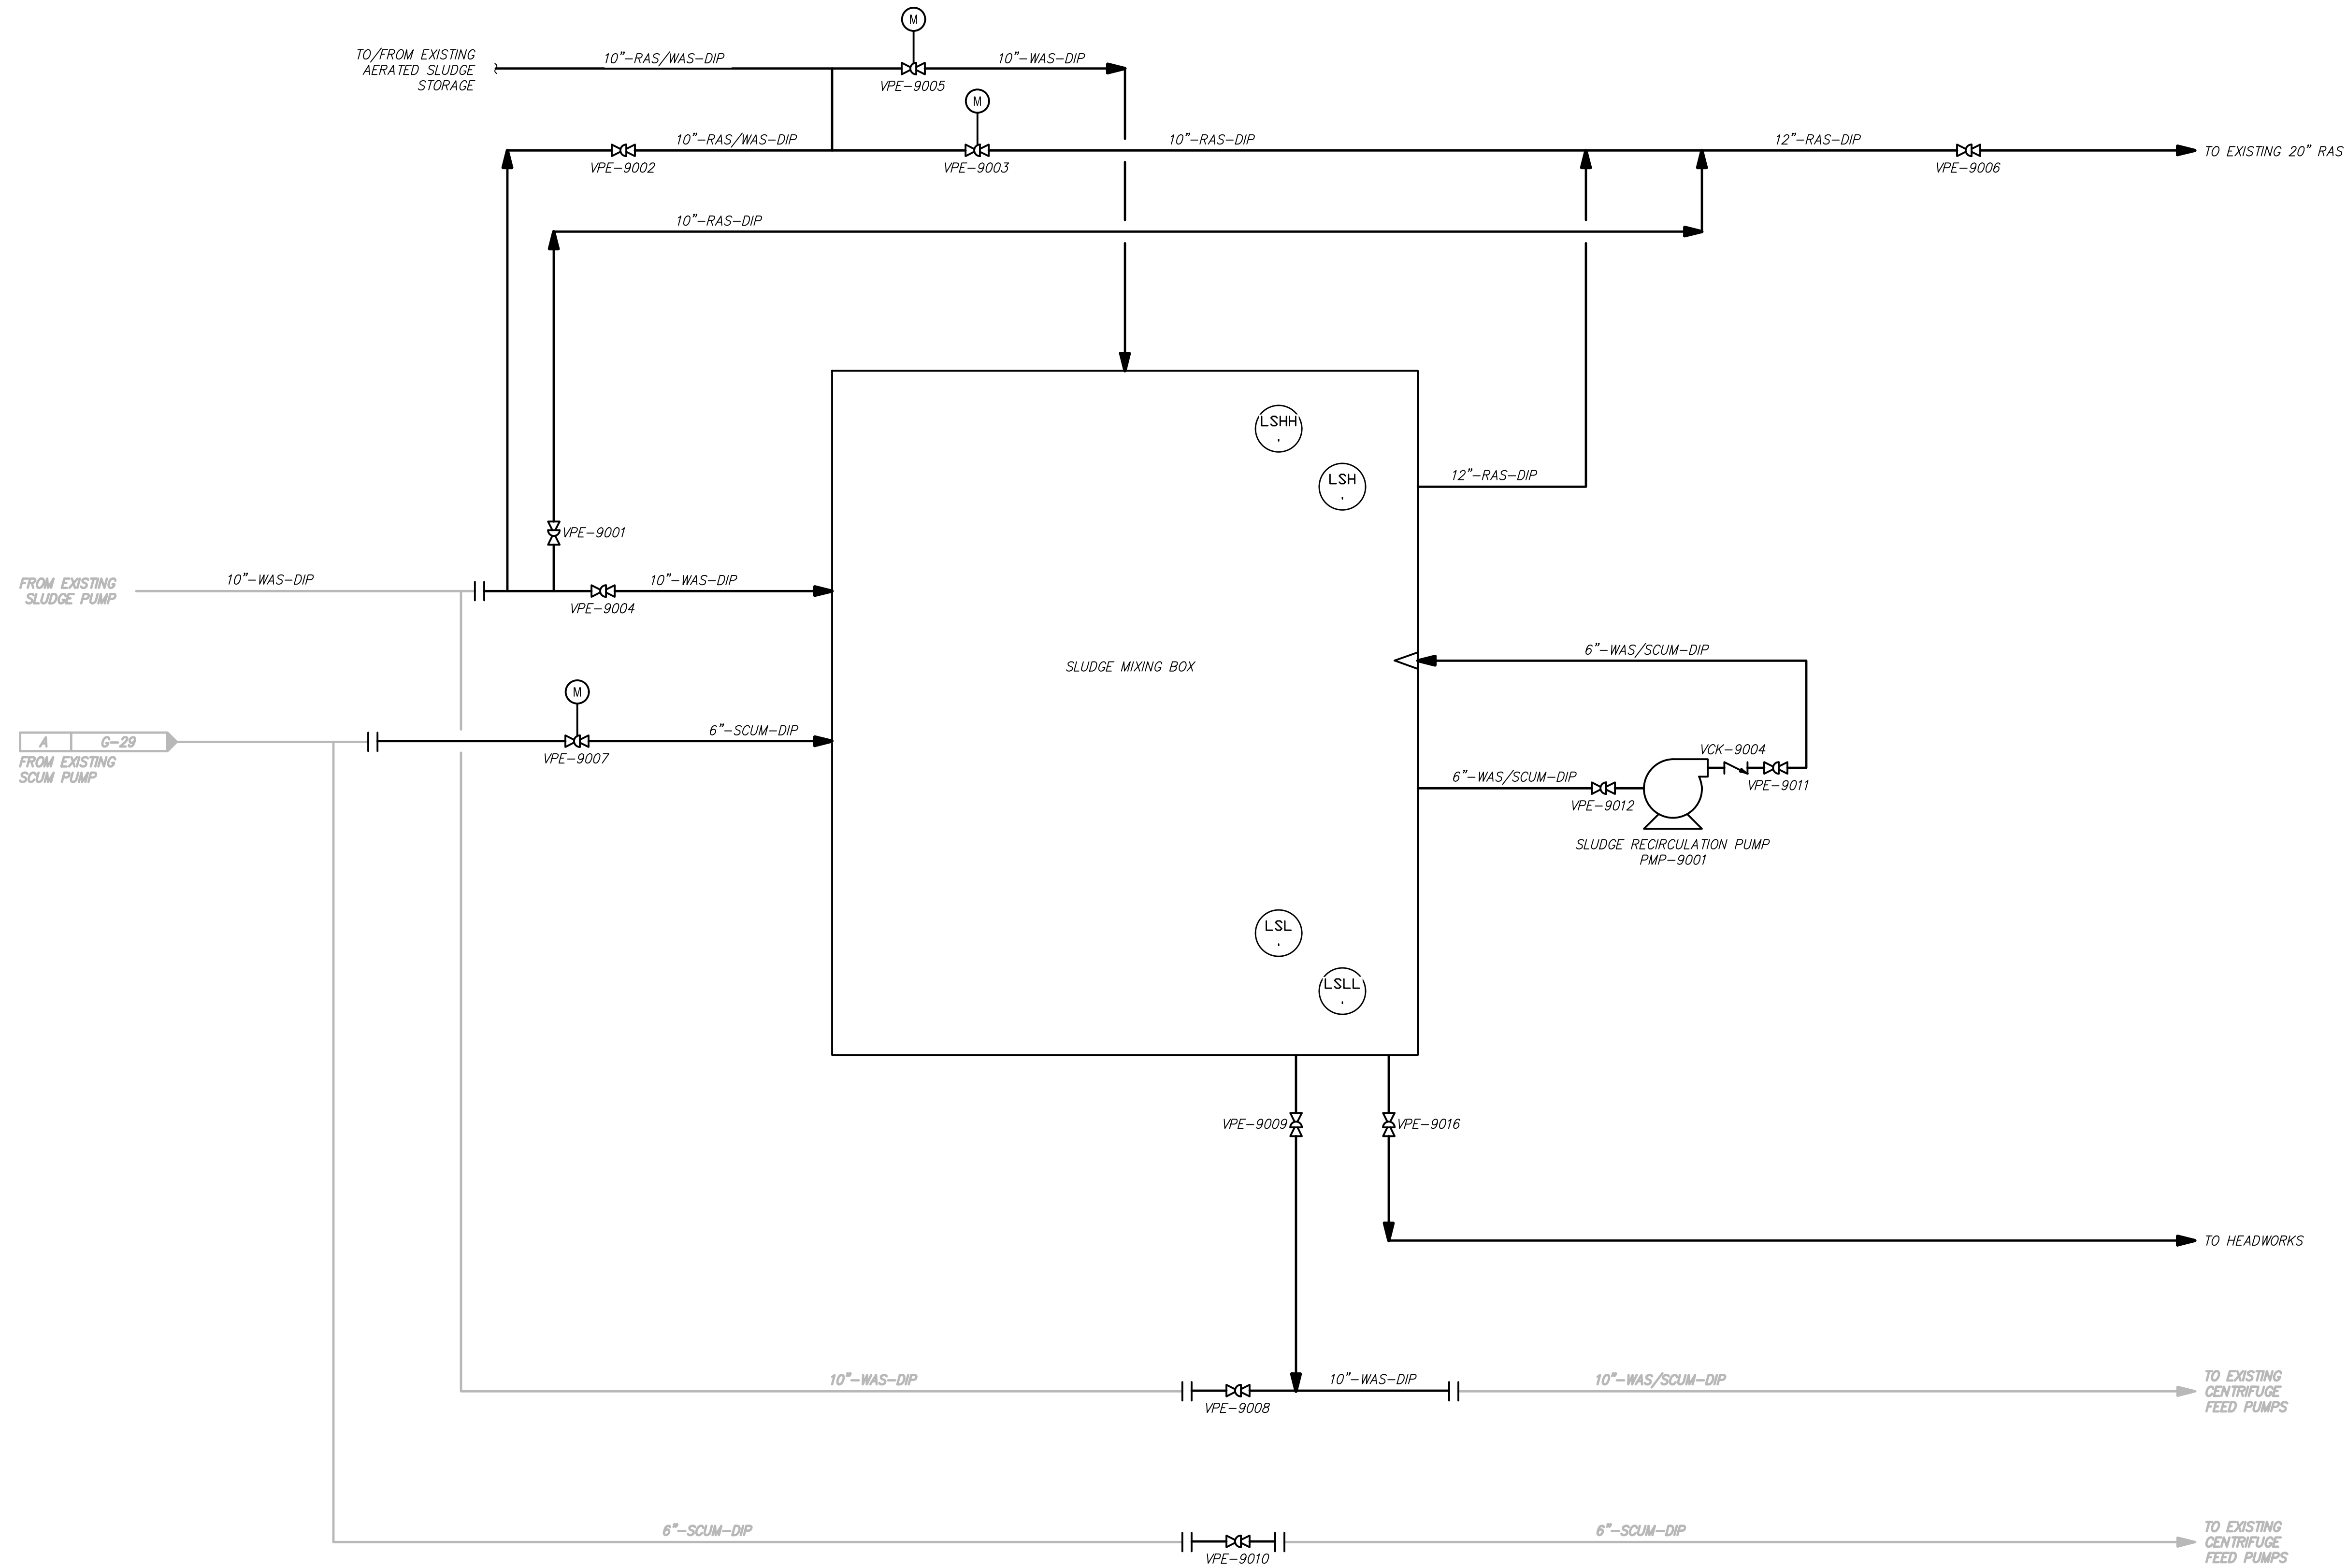 M
TO/FROM EXISTING
AERATED SLUDGE
STORAGE
10"-RAS/WAS-DIP
10"-WAS-DIP
VPE-9005
M
10"-RAS/WAS-DIP
10"-RAS-DIP
12"-RAS-DIP
VPE-9002
VPE-9003
VPE-9006
TO EXISTING 20" RAS
10"-RAS-DIP
LSHH
LSH
12"-RAS-DIP
VPE-9001
FROM EXISTING
SLUDGE PUMP
10"-WAS-DIP
10"-WAS-DIP
VPE-9004
6"-WAS/SCUM-DIP
SLUDGE MIXING BOX
M
6"-SCUM-DIP
A
G-29
FROM EXISTING
SCUM PUMP
VPE-9007
VCK-9004
6"-WAS/SCUM-DIP
VPE-9011
VPE-9012
SLUDGE RECIRCULATION PUMP
PMP-9001
LSL
LSLL
VPE-9009
VPE-9016
TO HEADWORKS
10"-WAS-DIP
10"-WAS-DIP
10"-WAS/SCUM-DIP
VPE-9008
TO EXISTING
CENTRIFUGE
FEED PUMPS
6"-SCUM-DIP
6"-SCUM-DIP
VPE-9010
TO EXISTING
CENTRIFUGE
FEED PUMPS